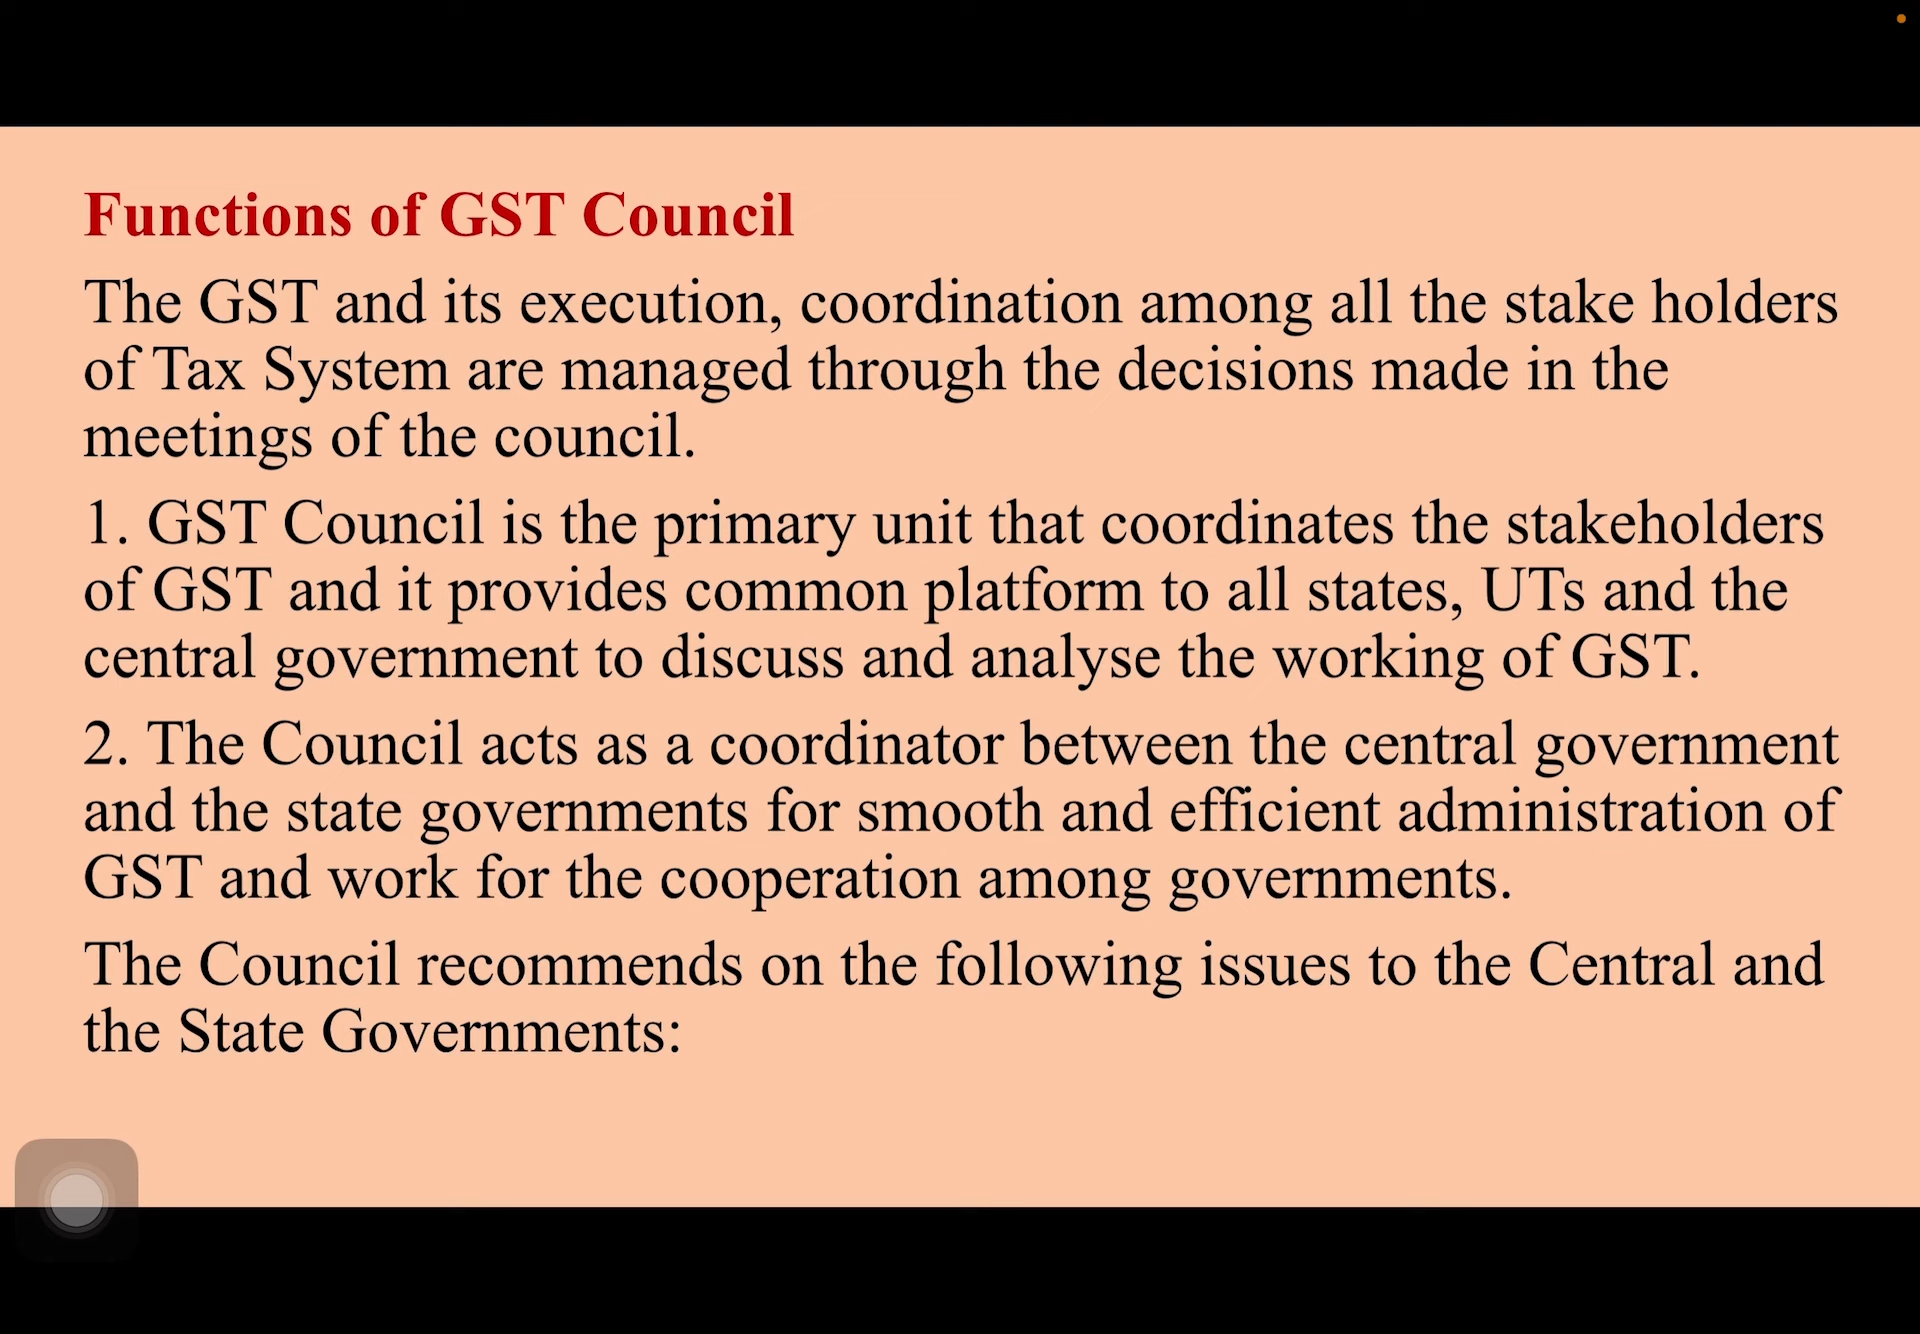 Functions of GST Council
The GST and its execution, coordination among all the stake holders
of Tax System are managed through the decisions made in the
meetings of the council.
1. GST Council is the primary unit that coordinates the stakeholders
of GST and it provides common platform to all states, UTs and the
central government to discuss and analyse the working of GST.
2. The Council acts as a coordinator between the central government
and the state governments for smooth and efficient administration of
GST and work for the cooperation among governments.
The Council recommends on the following issues to the Central and
the State Governments: